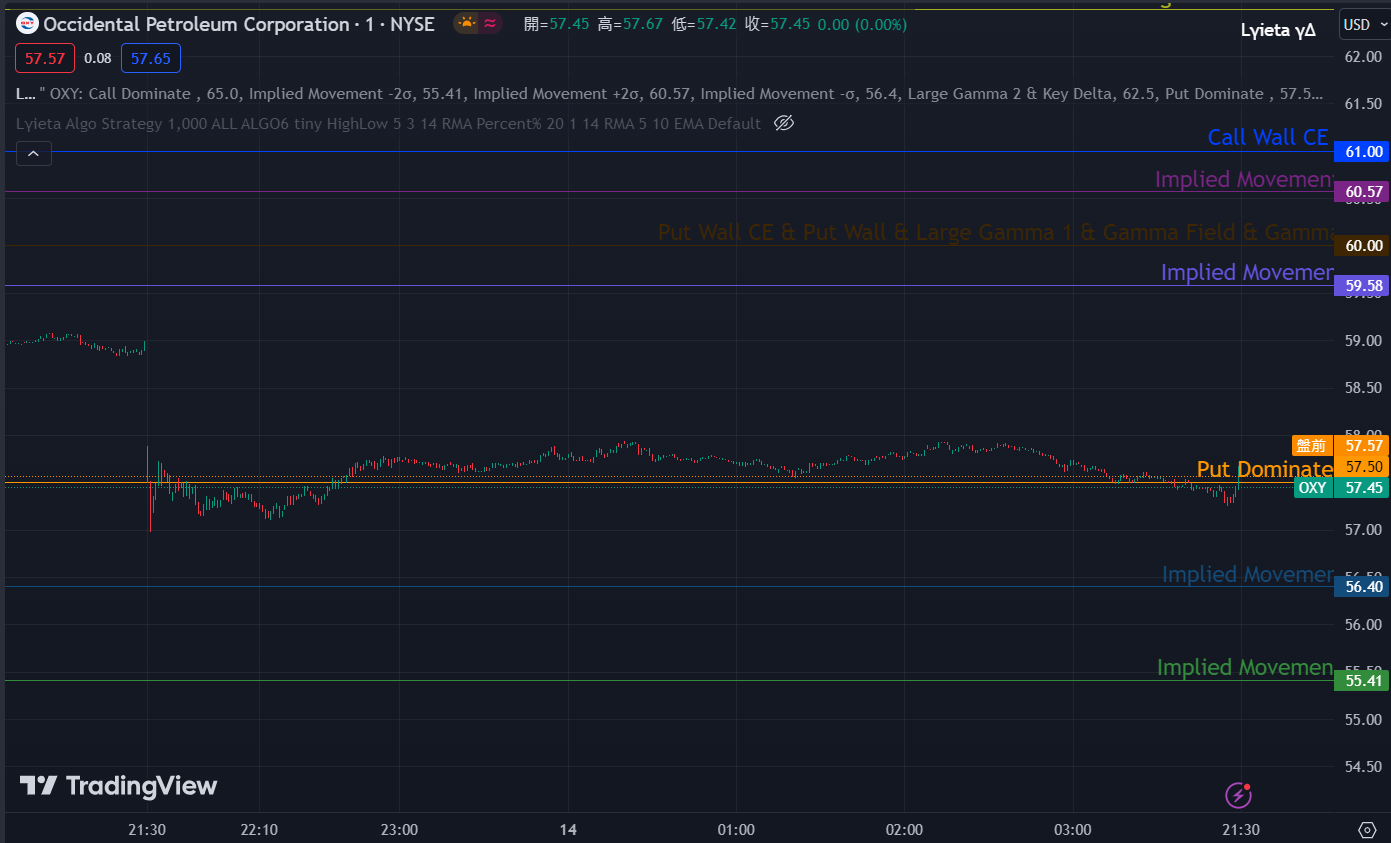 Occidental Petroleum Corporation · 1 · NYSE 開=57.45 高=57.67 低=57.42 收=57.45 0.00 (0.00%)
Lyieta γΔ
USD
57.57 0.08 57.65
62.00
L... " OXY: Call Dominate , 65.0, Implied Movement -2σ, 55.41, Implied Movement +2σ, 60.57, Implied Movement -σ, 56.4, Large Gamma 2 & Key Delta, 62.5, Put Dominate , 57.5...
61.50
Lyieta Algo Strategy 1,000 ALL ALGO6 tiny HighLow 5 3 14 RMA Percent% 20 1 14 RMA 5 10 EMA Default
Call Wall CE
61.00
Implied Movemen
60.57
Put Wall CE & Put Wall & Large Gamma 1 & Gamma Field & Gamma
60.00
Implied Movemen
59.58
59.00
58.50
盤前 57.57
Put Dominate 57.50
OXY 57.45
57.00
Implied Movemen
56.40
56.00
Implied Movemen
55.41
55.00
54.50
TradingView
21:30 22:10 23:00 14 01:00 02:00 03:00 21:30